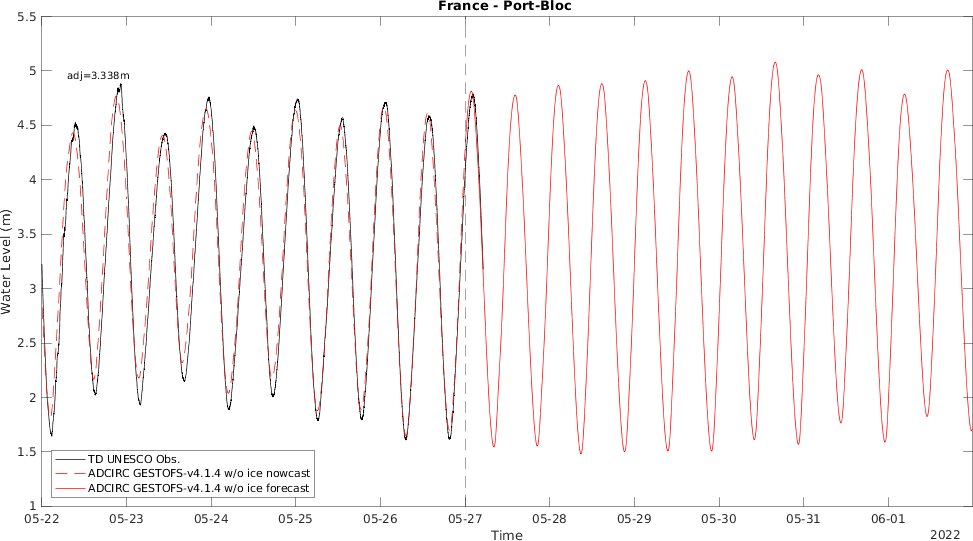 France - Port-Bloc
5.5
5
4.5
4
3.5
3
2.5
2
1.5
1
Water Level (m)
adj=3.338m
TD UNESCO Obs.
ADCIRC GESTOFS-v4.1.4 w/o ice nowcast
ADCIRC GESTOFS-v4.1.4 w/o ice forecast
05-22 05-23 05-24 05-25 05-26 05-27 05-28 05-29 05-30 05-31 06-01
Time
2022